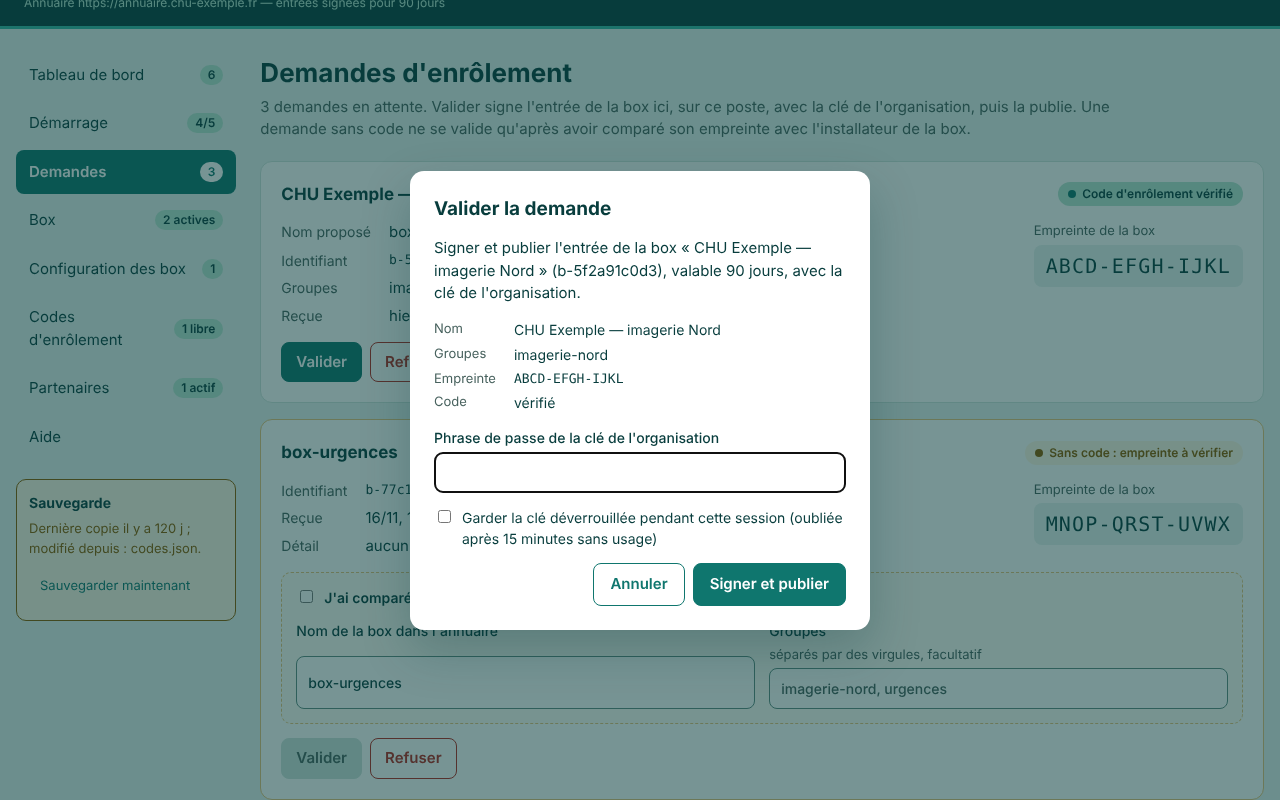 Annuaire https://annuaire.chu-exemple.fr — entrées signées pour 90 jours
Tableau de bord 6
Démarrage 4/5
Demandes 3
Box 2 actives
Configuration des box 1
Codes d'enrôlement 1 libre
Partenaires 1 actif
Aide
Sauvegarde
Dernière copie il y a 120 j ;
modifié depuis : codes.json.
Sauvegarder maintenant
Demandes d'enrôlement
3 demandes en attente. Valider signe l'entrée de la box ici, sur ce poste, avec la clé de l'organisation, puis la publie. Une
demande sans code ne se valide qu'après avoir comparé son empreinte avec l'installateur de la box.
CHU Exemple —
Code d'enrôlement vérifié
Nom proposé
Identifiant
Groupes
Reçue
Empreinte de la box
ABCD-EFGH-IJKL
Valider
Valider la demande
Signer et publier l'entrée de la box « CHU Exemple —
imagerie Nord » (b-5f2a91c0d3), valable 90 jours, avec la
clé de l'organisation.
Nom CHU Exemple — imagerie Nord
Groupes imagerie-nord
Empreinte ABCD-EFGH-IJKL
Code vérifié
Phrase de passe de la clé de l'organisation
Garder la clé déverrouillée pendant cette session (oubliée
après 15 minutes sans usage)
Annuler Signer et publier
box-urgences
Sans code : empreinte à vérifier
Identifiant
Reçue 16/11,
Détail
Empreinte de la box
MNOP-QRST-UVWX
J'ai comparé
Nom de la box dans l'annuaire
box-urgences
Groupes
séparés par des virgules, facultatif
imagerie-nord, urgences
Valider Refuser